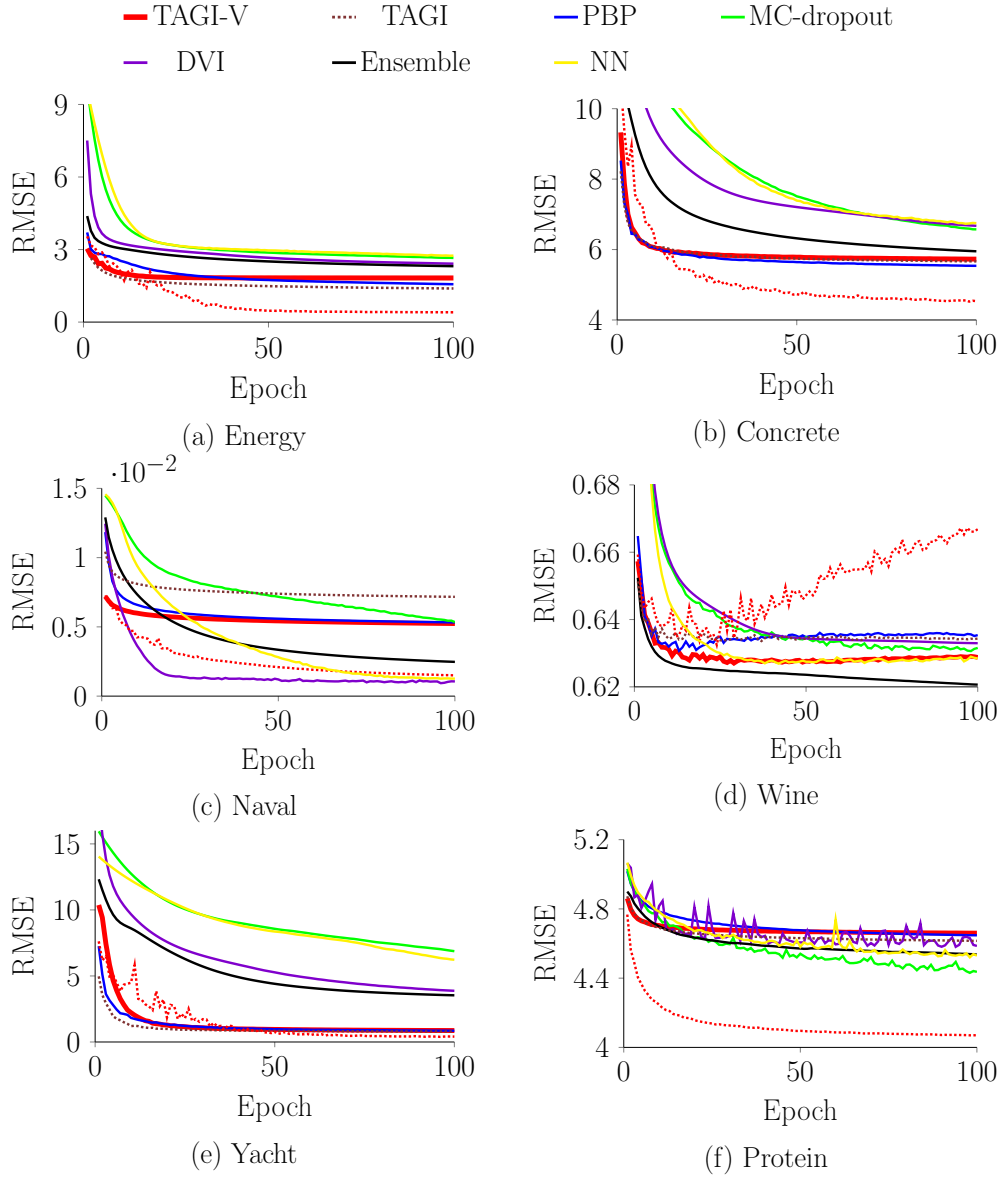 TAGI-V TAGI PBP MC-dropout
DVI Ensemble NN
9
6
3
0
RMSE
0 50 100
Epoch
(a) Energy
10
8
6
4
RMSE
0 50 100
Epoch
(b) Concrete
·10−2
1.5
1
0.5
0
RMSE
0 50 100
Epoch
(c) Naval
0.68
0.66
0.64
0.62
RMSE
0 50 100
Epoch
(d) Wine
15
10
5
0
RMSE
0 50 100
Epoch
(e) Yacht
5.2
4.8
4.4
4
RMSE
0 50 100
Epoch
(f) Protein